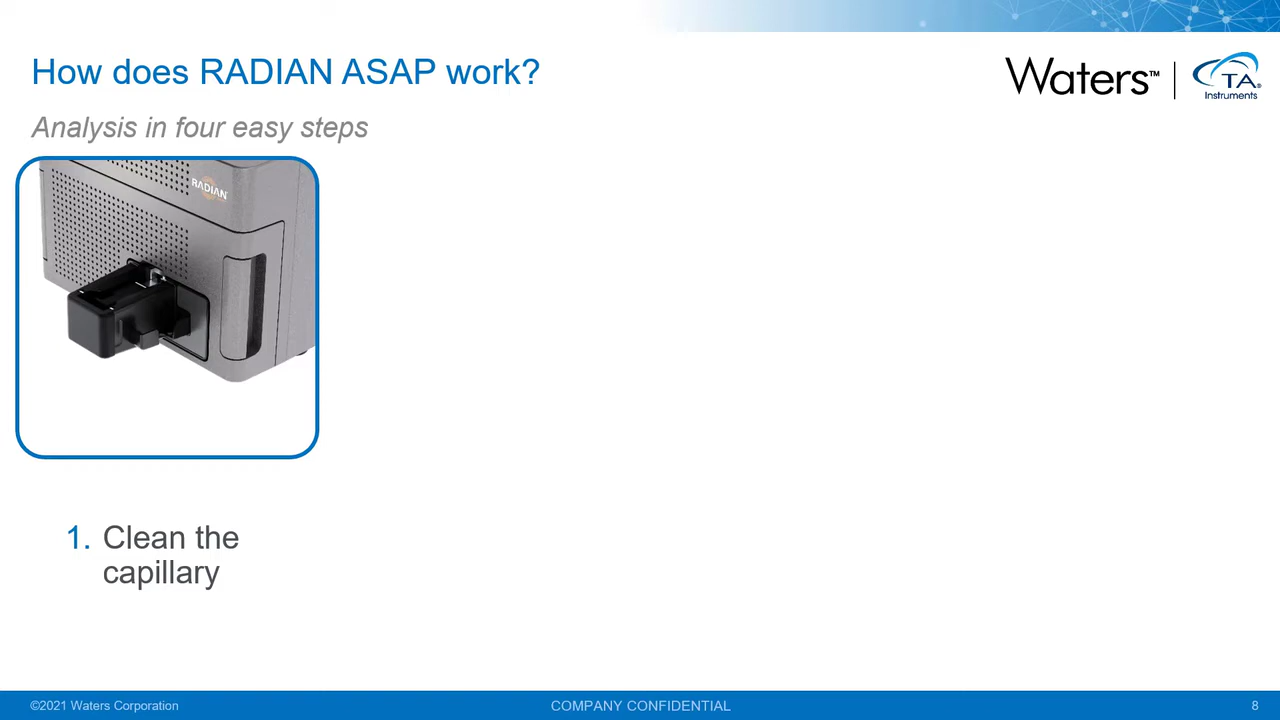 How does RADIAN ASAP work?
Waters™
TA®
Instruments
Analysis in four easy steps
RADIAN
1. Clean the
capillary
©2021 Waters Corporation
COMPANY CONFIDENTIAL
8